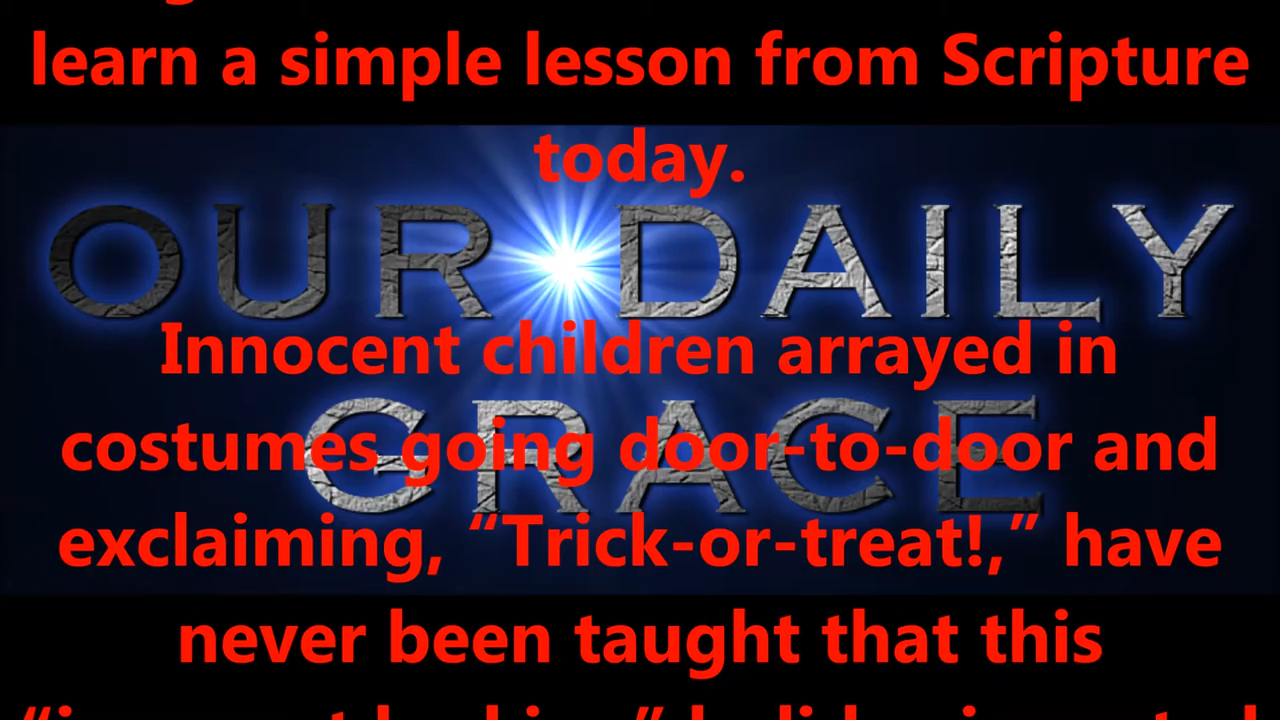 learn a simple lesson from Scripture
today.
OUR DAILY
Innocent children arrayed in
GRACE
costumes going door-to-door and
exclaiming, “Trick-or-treat!,” have
never been taught that this